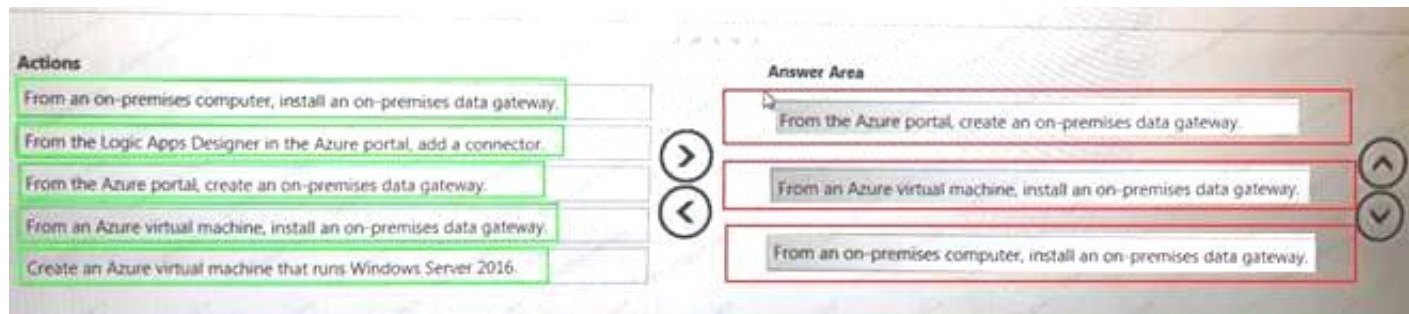 Actions
From an on-premises computer, install an on-premises data gateway.
From the Logic Apps Designer in the Azure portal, add a connector.
From the Azure portal, create an on-premises data gateway.
From an Azure virtual machine, install an on-premises data gateway.
Create an Azure virtual machine that runs Windows Server 2016.
Answer Area
From the Azure portal, create an on-premises data gateway.
From an Azure virtual machine, install an on-premises data gateway.
From an on-premises computer, install an on-premises data gateway.